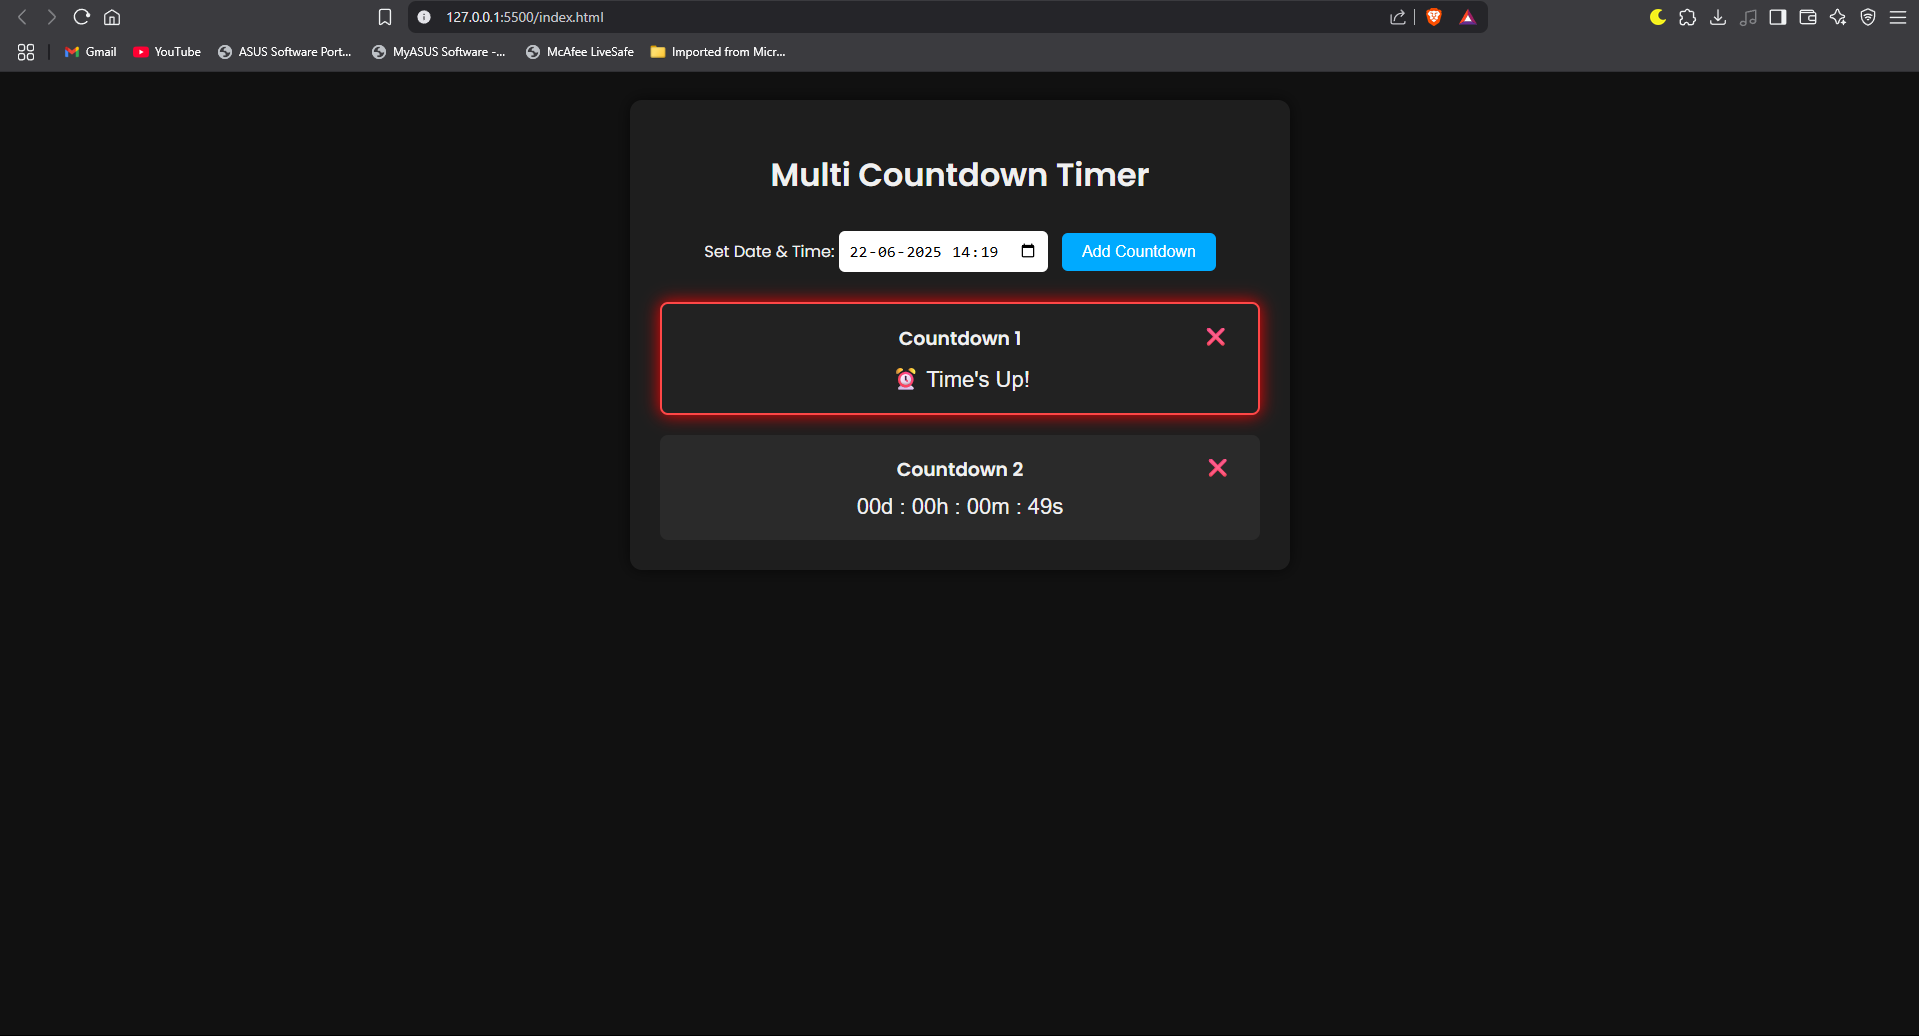 127.0.0.1:5500/index.html
Gmail YouTube ASUS Software Port... MyASUS Software -... McAfee LiveSafe Imported from Micr...
Multi Countdown Timer
Set Date & Time: 22-06-2025 14:19 Add Countdown
Countdown 1
Time's Up!
Countdown 2
00d : 00h : 00m : 49s